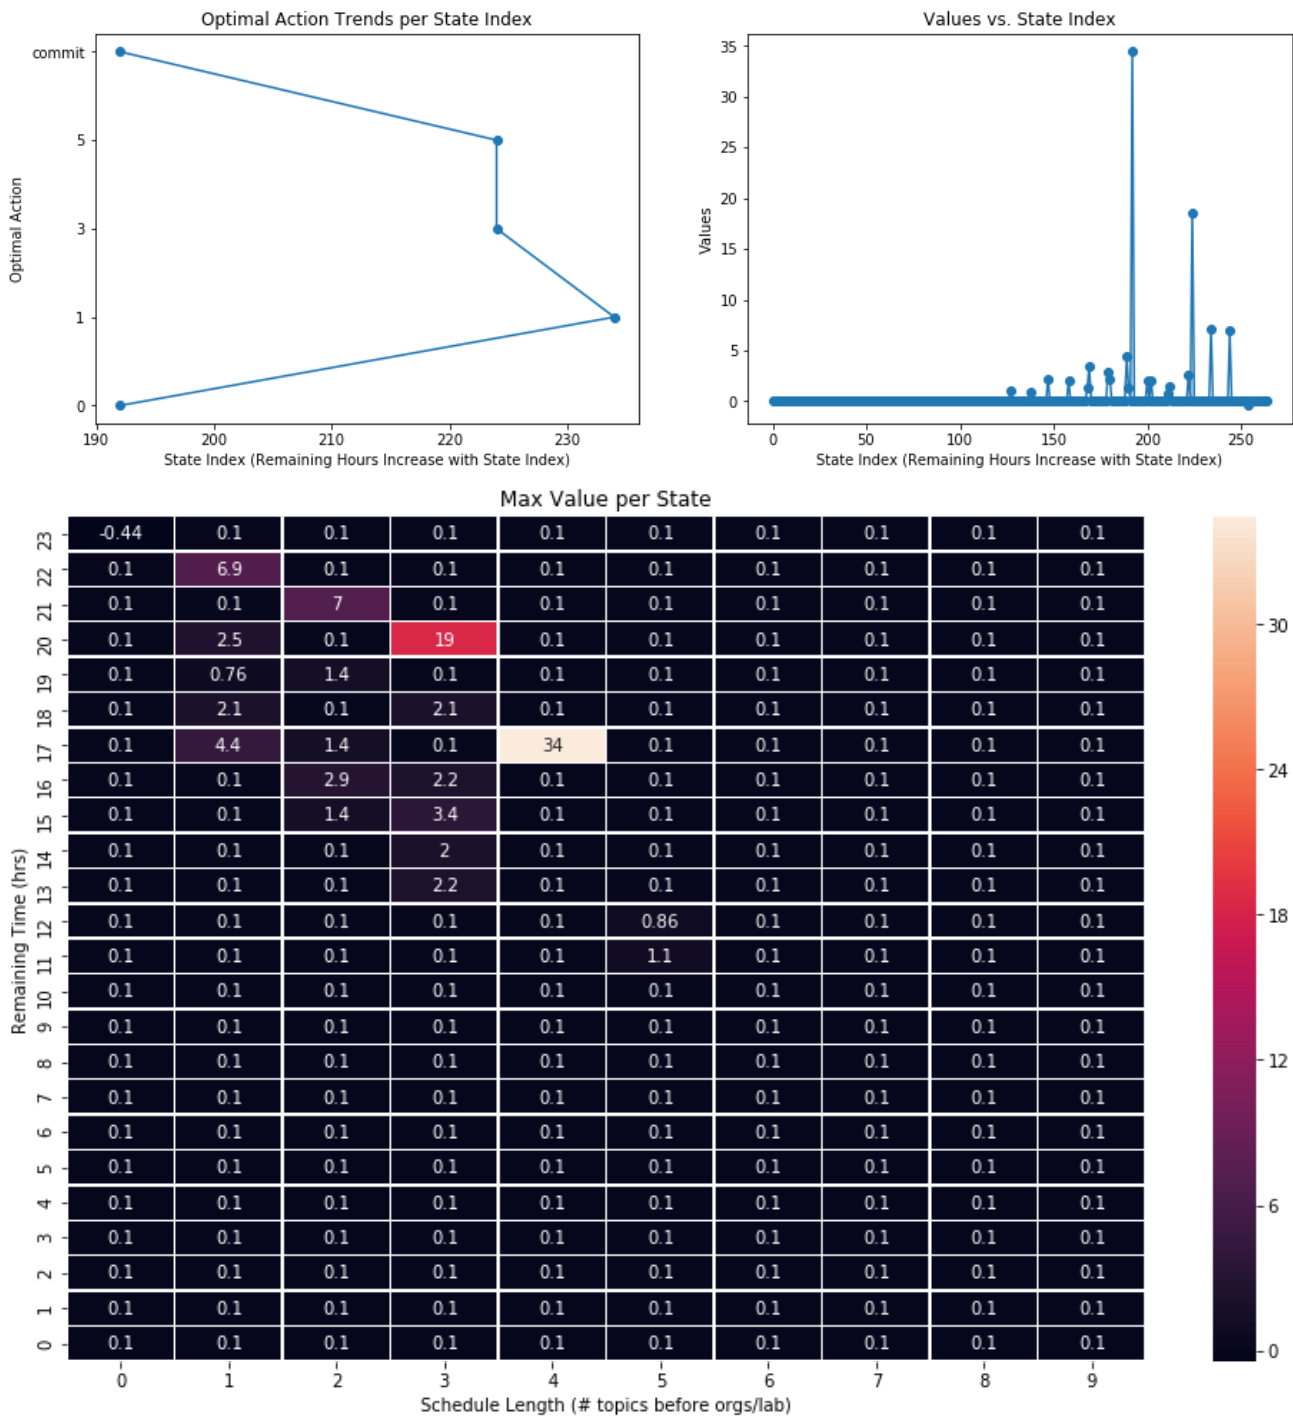 Optimal Action Trends per State Index
commit
5
3
1
0
Optimal Action
190 200 210 220 230
State Index (Remaining Hours Increase with State Index)
Values vs. State Index
35
30
25
20
15
10
5
0
Values
0 50 100 150 200 250
State Index (Remaining Hours Increase with State Index)
Max Value per State
23 -0.44 0.1 0.1 0.1 0.1 0.1 0.1 0.1 0.1 0.1
22 0.1 6.9 0.1 0.1 0.1 0.1 0.1 0.1 0.1 0.1
21 0.1 0.1 7 0.1 0.1 0.1 0.1 0.1 0.1 0.1
20 0.1 2.5 0.1 19 0.1 0.1 0.1 0.1 0.1 0.1
19 0.1 0.76 1.4 0.1 0.1 0.1 0.1 0.1 0.1 0.1
18 0.1 2.1 0.1 2.1 0.1 0.1 0.1 0.1 0.1 0.1
17 0.1 4.4 1.4 0.1 34 0.1 0.1 0.1 0.1 0.1
16 0.1 0.1 2.9 2.2 0.1 0.1 0.1 0.1 0.1 0.1
15 0.1 0.1 1.4 3.4 0.1 0.1 0.1 0.1 0.1 0.1
14 0.1 0.1 0.1 2 0.1 0.1 0.1 0.1 0.1 0.1
13 0.1 0.1 0.1 2.2 0.1 0.1 0.1 0.1 0.1 0.1
12 0.1 0.1 0.1 0.1 0.1 0.86 0.1 0.1 0.1 0.1
11 0.1 0.1 0.1 0.1 0.1 1.1 0.1 0.1 0.1 0.1
10 0.1 0.1 0.1 0.1 0.1 0.1 0.1 0.1 0.1 0.1
9 0.1 0.1 0.1 0.1 0.1 0.1 0.1 0.1 0.1 0.1
8 0.1 0.1 0.1 0.1 0.1 0.1 0.1 0.1 0.1 0.1
7 0.1 0.1 0.1 0.1 0.1 0.1 0.1 0.1 0.1 0.1
6 0.1 0.1 0.1 0.1 0.1 0.1 0.1 0.1 0.1 0.1
5 0.1 0.1 0.1 0.1 0.1 0.1 0.1 0.1 0.1 0.1
4 0.1 0.1 0.1 0.1 0.1 0.1 0.1 0.1 0.1 0.1
3 0.1 0.1 0.1 0.1 0.1 0.1 0.1 0.1 0.1 0.1
2 0.1 0.1 0.1 0.1 0.1 0.1 0.1 0.1 0.1 0.1
1 0.1 0.1 0.1 0.1 0.1 0.1 0.1 0.1 0.1 0.1
0 0.1 0.1 0.1 0.1 0.1 0.1 0.1 0.1 0.1 0.1
Remaining Time (hrs)
0 1 2 3 4 5 6 7 8 9
Schedule Length (# topics before orgs/lab)
30
24
18
12
6
0